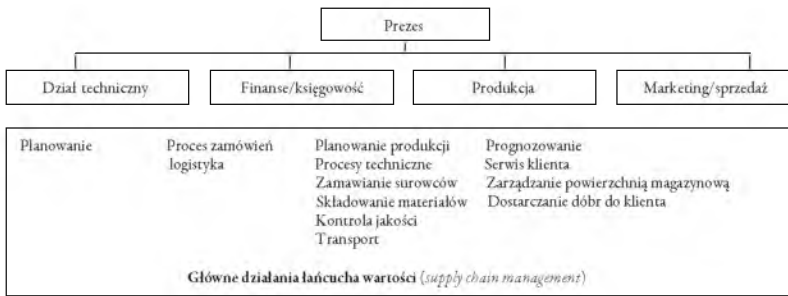 Prezes
Dział techniczny
Finanse/księgowość
Produkcja
Marketing/sprzedaż
Planowanie
Proces zamówień
logistyka
Planowanie produkcji
Procesy techniczne
Zamawianie surowców
Składowanie materiałów
Kontrola jakości
Transport
Prognozowanie
Serwis klienta
Zarządzanie powierzchnią magazynową
Dostarczanie dóbr do klienta
Główne działania łańcucha wartości (supply chain management)